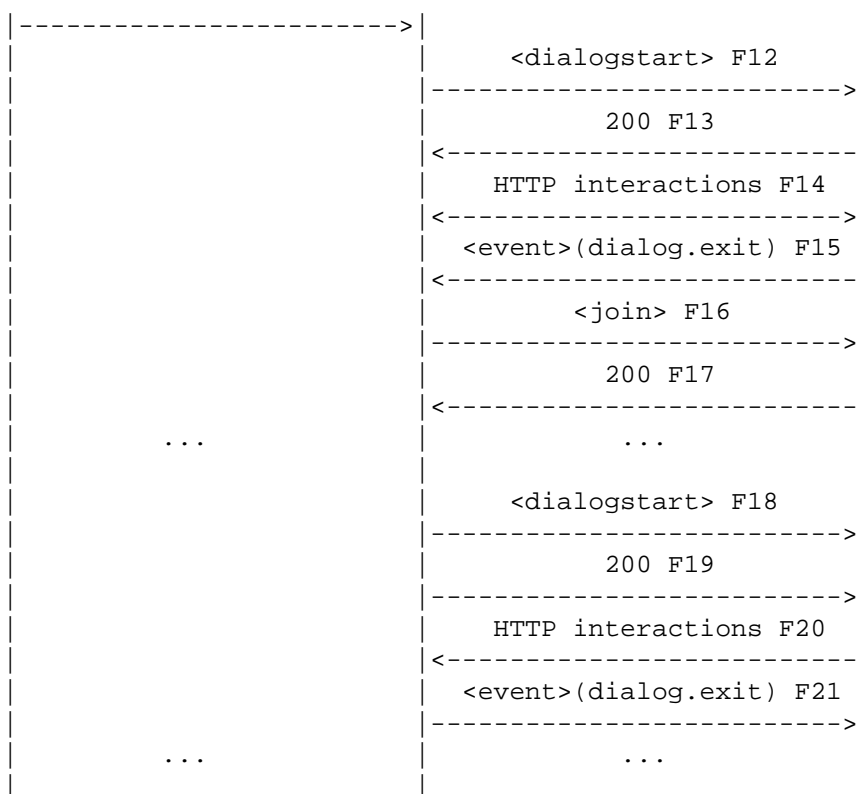 |------------------------>|
|                         |     <dialogstart> F12
|                         |-------------------------->
|                         |           200 F13
|                         |<--------------------------
|                         |    HTTP interactions F14
|                         |<------------------------->
|                         |  <event>(dialog.exit) F15
|                         |<--------------------------
|                         |         <join> F16
|                         |-------------------------->
|                         |           200 F17
|                         |<--------------------------
|         ...             |            ...
|                         |
|                         |     <dialogstart> F18
|                         |-------------------------->
|                         |           200 F19
|                         |-------------------------->
|                         |    HTTP interactions F20
|                         |<--------------------------
|                         |  <event>(dialog.exit) F21
|                         |-------------------------->
|         ...             |            ...
|                         |